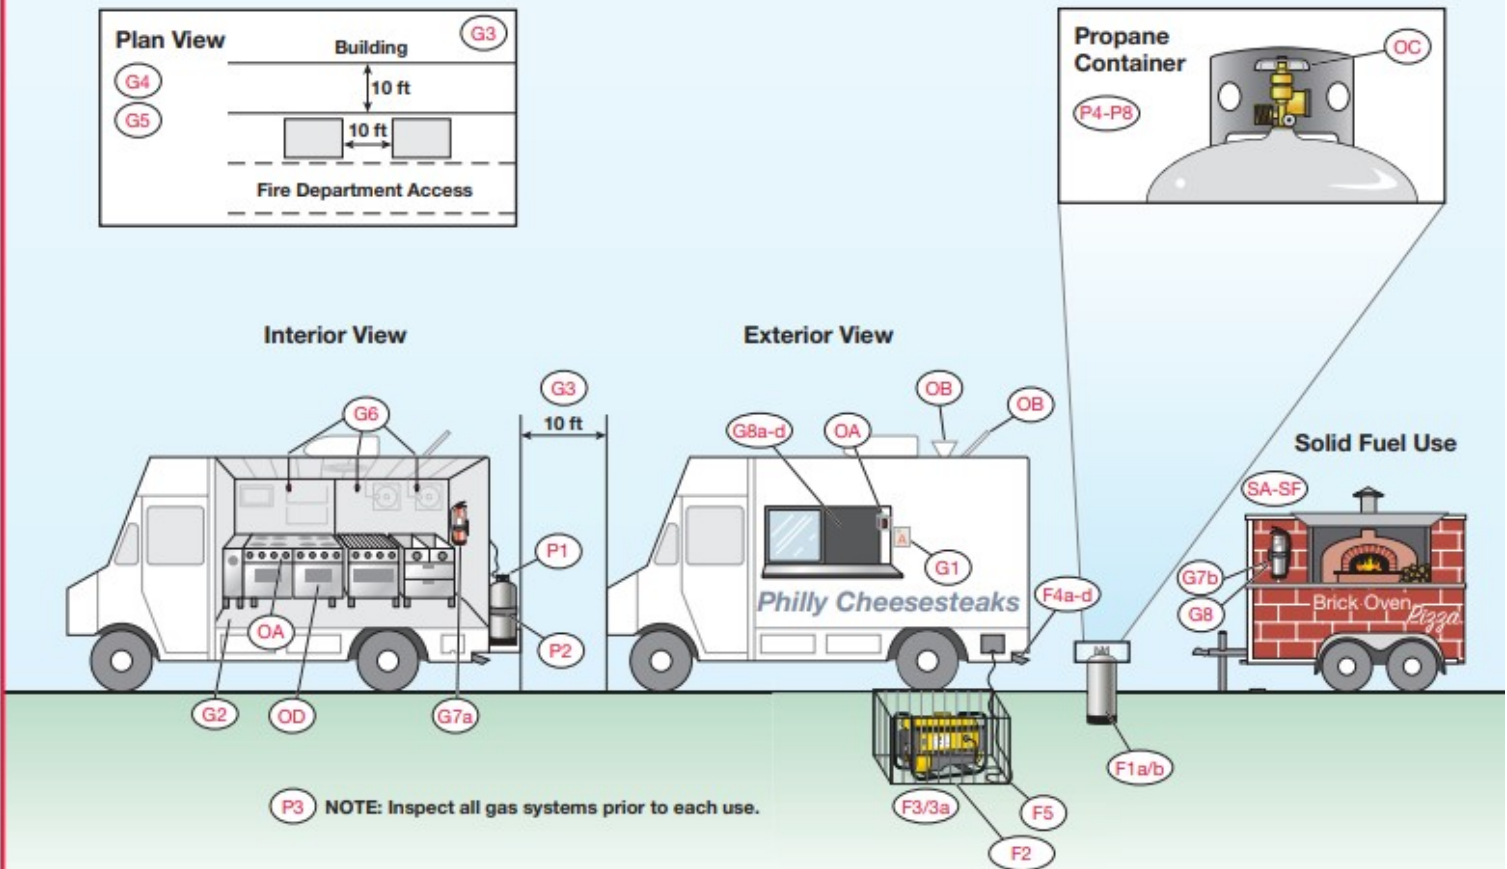 Plan View
G3
Building
G4
10 ft
G5
10 ft
Fire Department Access
Propane
Container
OC
P4-P8
Interior View
Exterior View
G3
10 ft
G6
G8a-d
OA
OB
OB
Solid Fuel Use
SA-SF
P1
A
G1
G7b
Philly Cheesesteaks
F4a-d
G8
Brick Oven
Pizza
OA
P2
G2
OD
G7a
F1a/b
P3
NOTE: Inspect all gas systems prior to each use.
F3/3a
F5
F2